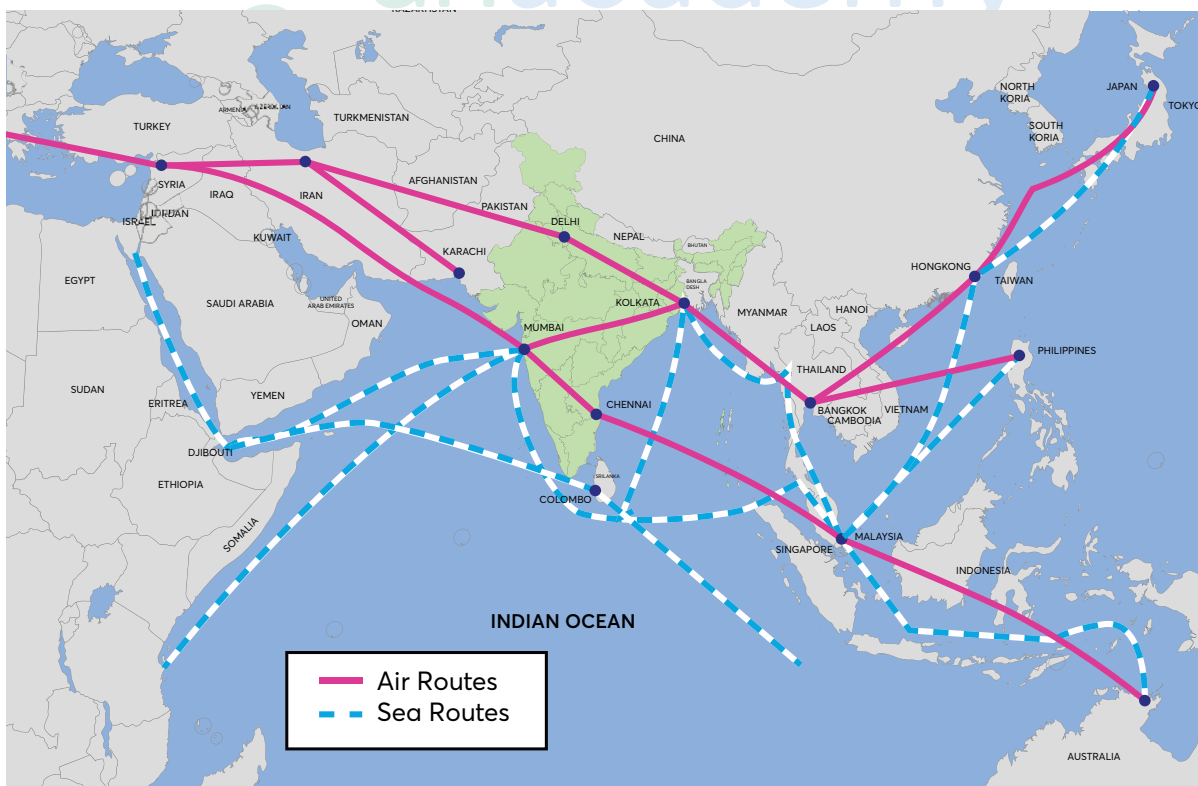 KAZAKHSTAN
TURKEY
ARMENIA
AZERBAIJAN
TURKMENISTAN
CHINA
NORTH
KORIA
SOUTH
KORIA
JAPAN
TOKYO
SYRIA
IRAQ
IRAN
AFGHANISTAN
PAKISTAN
ISRAEL
JORDAN
KUWAIT
KARACHI
DELHI
NEPAL
BHUTAN
BANGLA
DESH
HONGKONG
TAIWAN
EGYPT
SAUDI ARABIA
UNITED
ARAB EMIRATES
OMAN
MUMBAI
KOLKATA
MYANMAR
HANOI
LAOS
THAILAND
PHILIPPINES
SUDAN
ERITREA
YEMEN
CHENNAI
BANGKOK
VIETNAM
CAMBODIA
DJIBOUTI
ETHIOPIA
SOMALIA
SRILANKA
COLOMBO
SINGAPORE
MALAYSIA
INDONESIA
INDIAN OCEAN
Air Routes
Sea Routes
AUSTRALIA